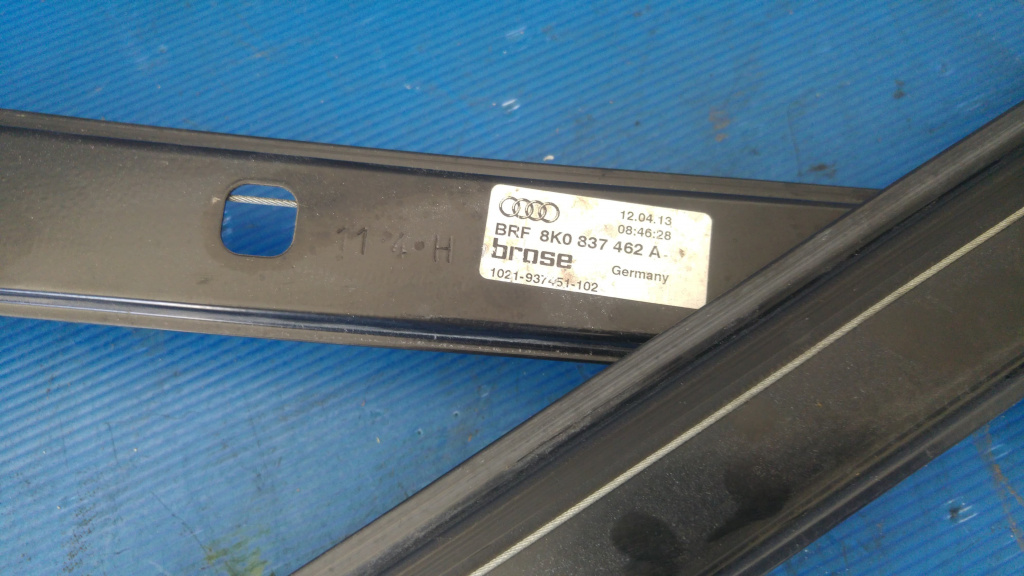 11 4 • H
12.04.13
08:46:28
BRF 8K0 837 462 A
brose
Germany
1021-937451-102